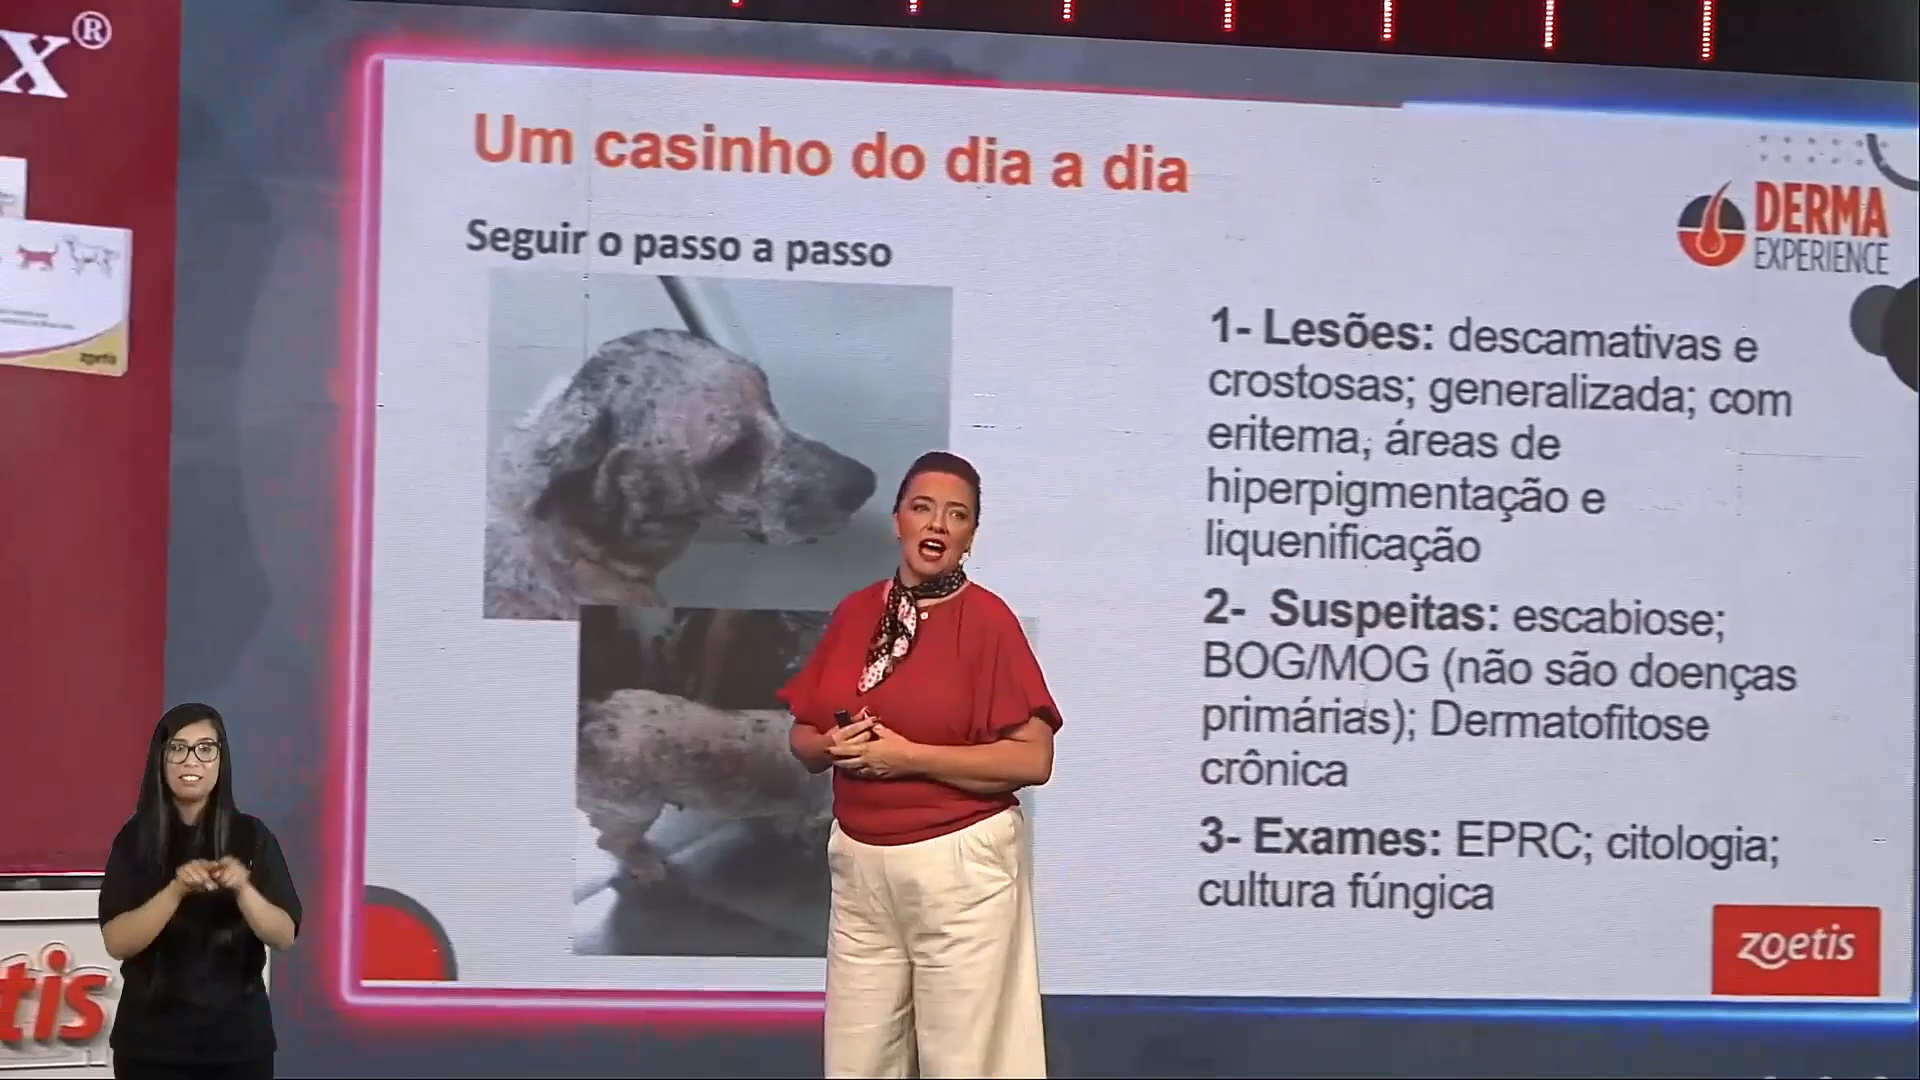 x®
Um casinho do dia a dia
DERMA
EXPERIENCE
Seguir o passo a passo
1- Lesões: descamativas e
crostosas; generalizada; com
eritema, áreas de
hiperpigmentação e
liquenificação
2- Suspeitas: escabiose;
BOG/MOG (não são doenças
primárias); Dermatofitose
crônica
3- Exames: EPRC; citologia;
cultura fúngica
zoetis
zoetis
tis